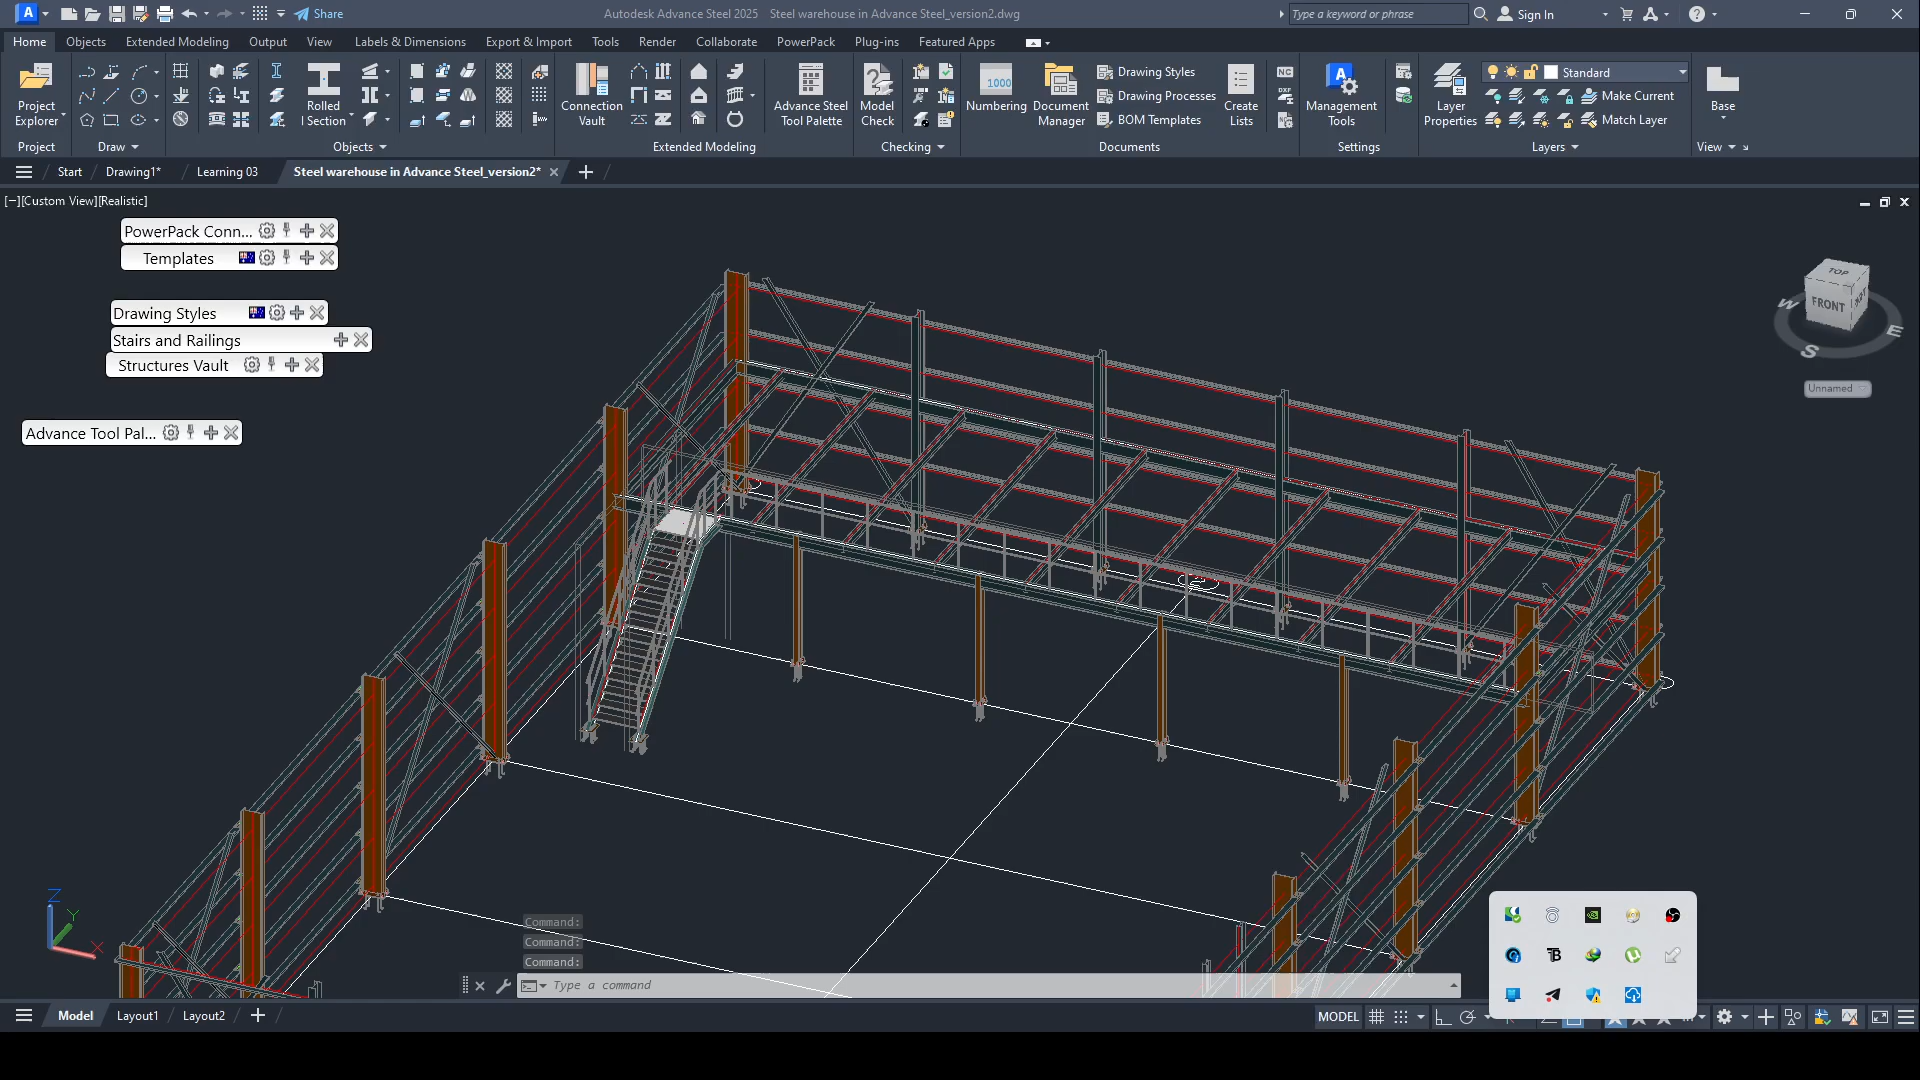 Share
Autodesk Advance Steel 2025 Steel warehouse in Advance Steel_version2.dwg
Type a keyword or phrase
Sign In
Home Objects Extended Modeling Output View Labels & Dimensions Export & Import Tools Render Collaborate PowerPack Plug-ins Featured Apps
Project Explorer
Rolled I Section
Connection Vault
Advance Steel Tool Palette
Model Check
1000
Numbering
Document Manager
Drawing Styles
Drawing Processes
BOM Templates
Create Lists
NC
DXF
Management Tools
Layer Properties
Standard
Make Current
Match Layer
Base
Project Draw Objects Extended Modeling Checking Documents Settings Layers View
Start Drawing1* Learning 03 Steel warehouse in Advance Steel_version2*
[−][Custom View][Realistic]
PowerPack Conn...
Templates
Drawing Styles
Stairs and Railings
Structures Vault
Advance Tool Pal...
TOP
FRONT
W
S
E
Unnamed
Z
Y
X
Command:
Command:
Command:
Type a command
Model Layout1 Layout2
MODEL